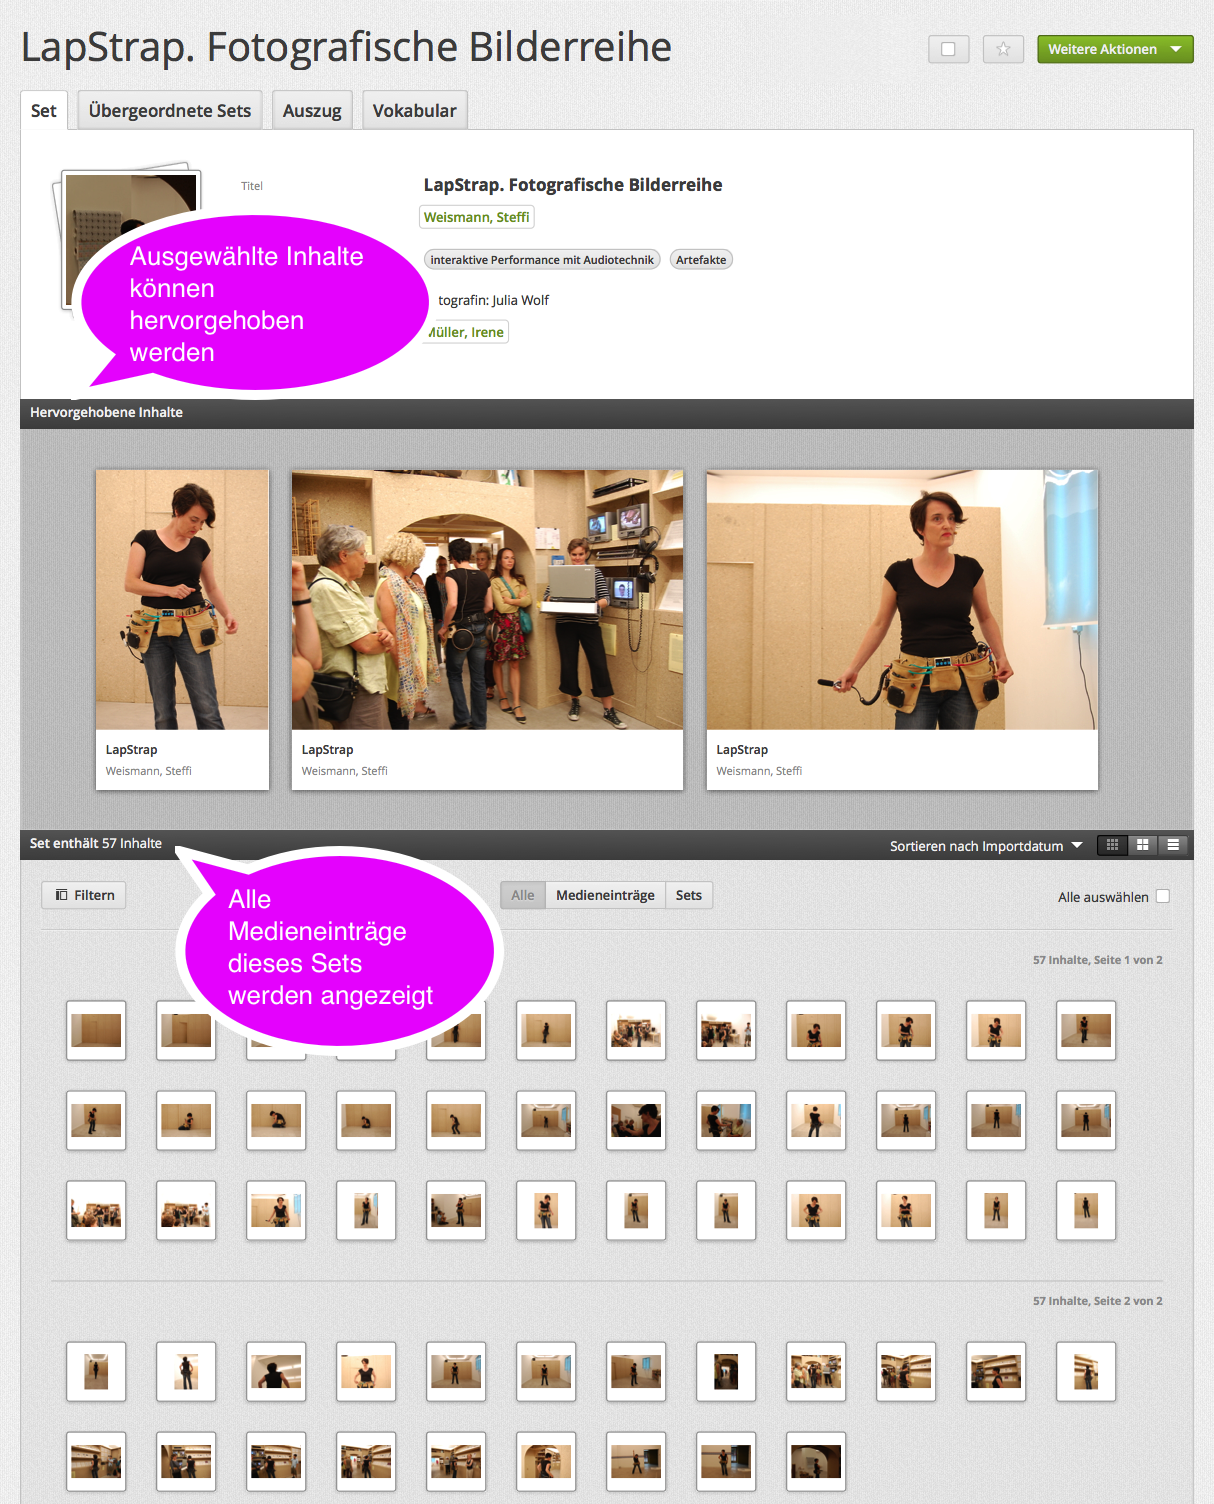 LapStrap. Fotografische Bilderreihe
Weitere Aktionen
Set
Übergeordnete Sets
Auszug
Vokabular
Titel
LapStrap. Fotografische Bilderreihe
Weismann, Steffi
interaktive Performance mit Audiotechnik
Artefakte
tografin: Julia Wolf
Müller, Irene
Ausgewählte Inhalte
können
hervorgehoben
werden
Hervorgehobene Inhalte
LapStrap
Weismann, Steffi
LapStrap
Weismann, Steffi
LapStrap
Weismann, Steffi
Set enthält 57 Inhalte
Sortieren nach Importdatum
Filtern
Alle
Medieneinträge
Sets
Alle auswählen
Alle
Medieneinträge
dieses Sets
werden angezeigt
57 Inhalte, Seite 1 von 2
57 Inhalte, Seite 2 von 2